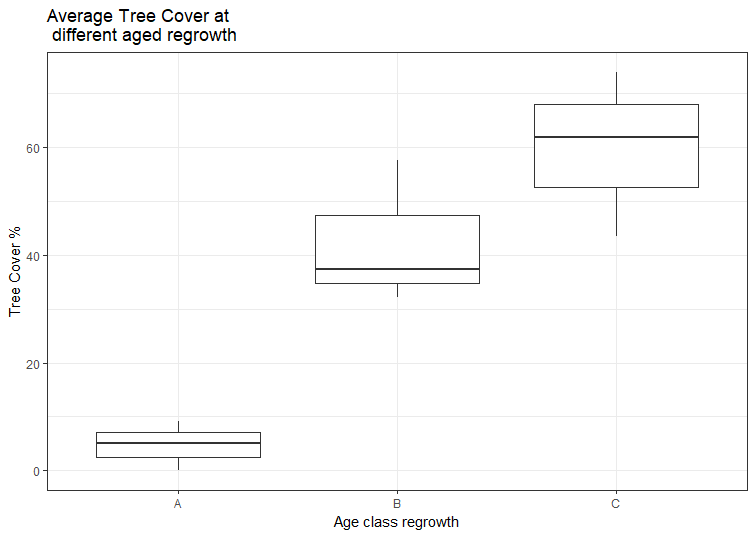 Average Tree Cover at
different aged regrowth
Tree Cover %
60
40
20
0
A B C
Age class regrowth